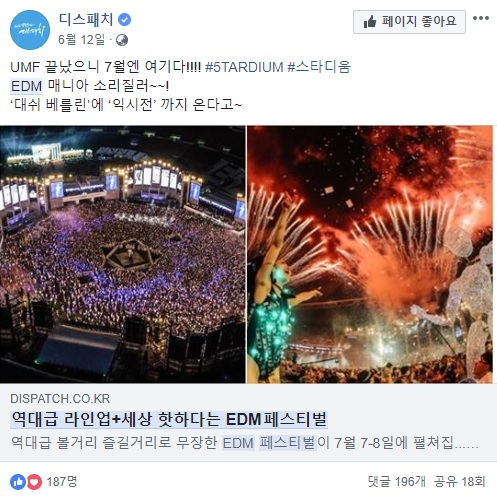 디스패치
6월 12일
페이지 좋아요
UMF 끝났으니 7월엔 여기다!!!! #5TARDIUM #스타디움
EDM 매니아 소리질러~~!
‘대쉬 베를린’에 ‘익시젼’ 까지 온다고~
DISPATCH.CO.KR
역대급 라인업+세상 핫하다는 EDM페스티벌
역대급 볼거리 즐길거리로 무장한 EDM 페스티벌이 7월 7-8일에 펼쳐집......
187명
댓글 196개 공유 18회